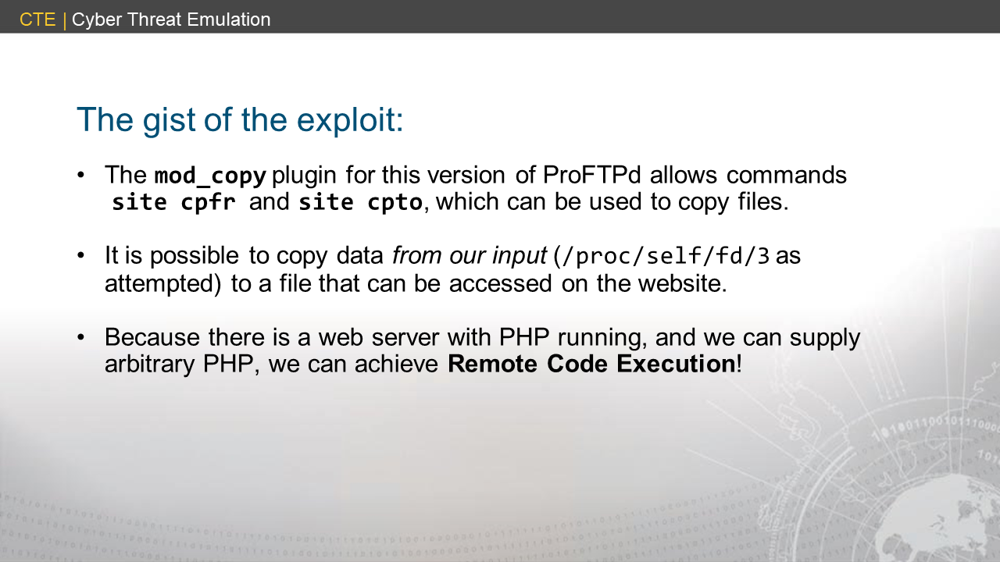 CTE | Cyber Threat Emulation
The gist of the exploit:
• The mod_copy plugin for this version of ProFTPd allows commands
site cpfr and site cpto, which can be used to copy files.
• It is possible to copy data from our input (/proc/self/fd/3 as
attempted) to a file that can be accessed on the website.
• Because there is a web server with PHP running, and we can supply
arbitrary PHP, we can achieve Remote Code Execution!